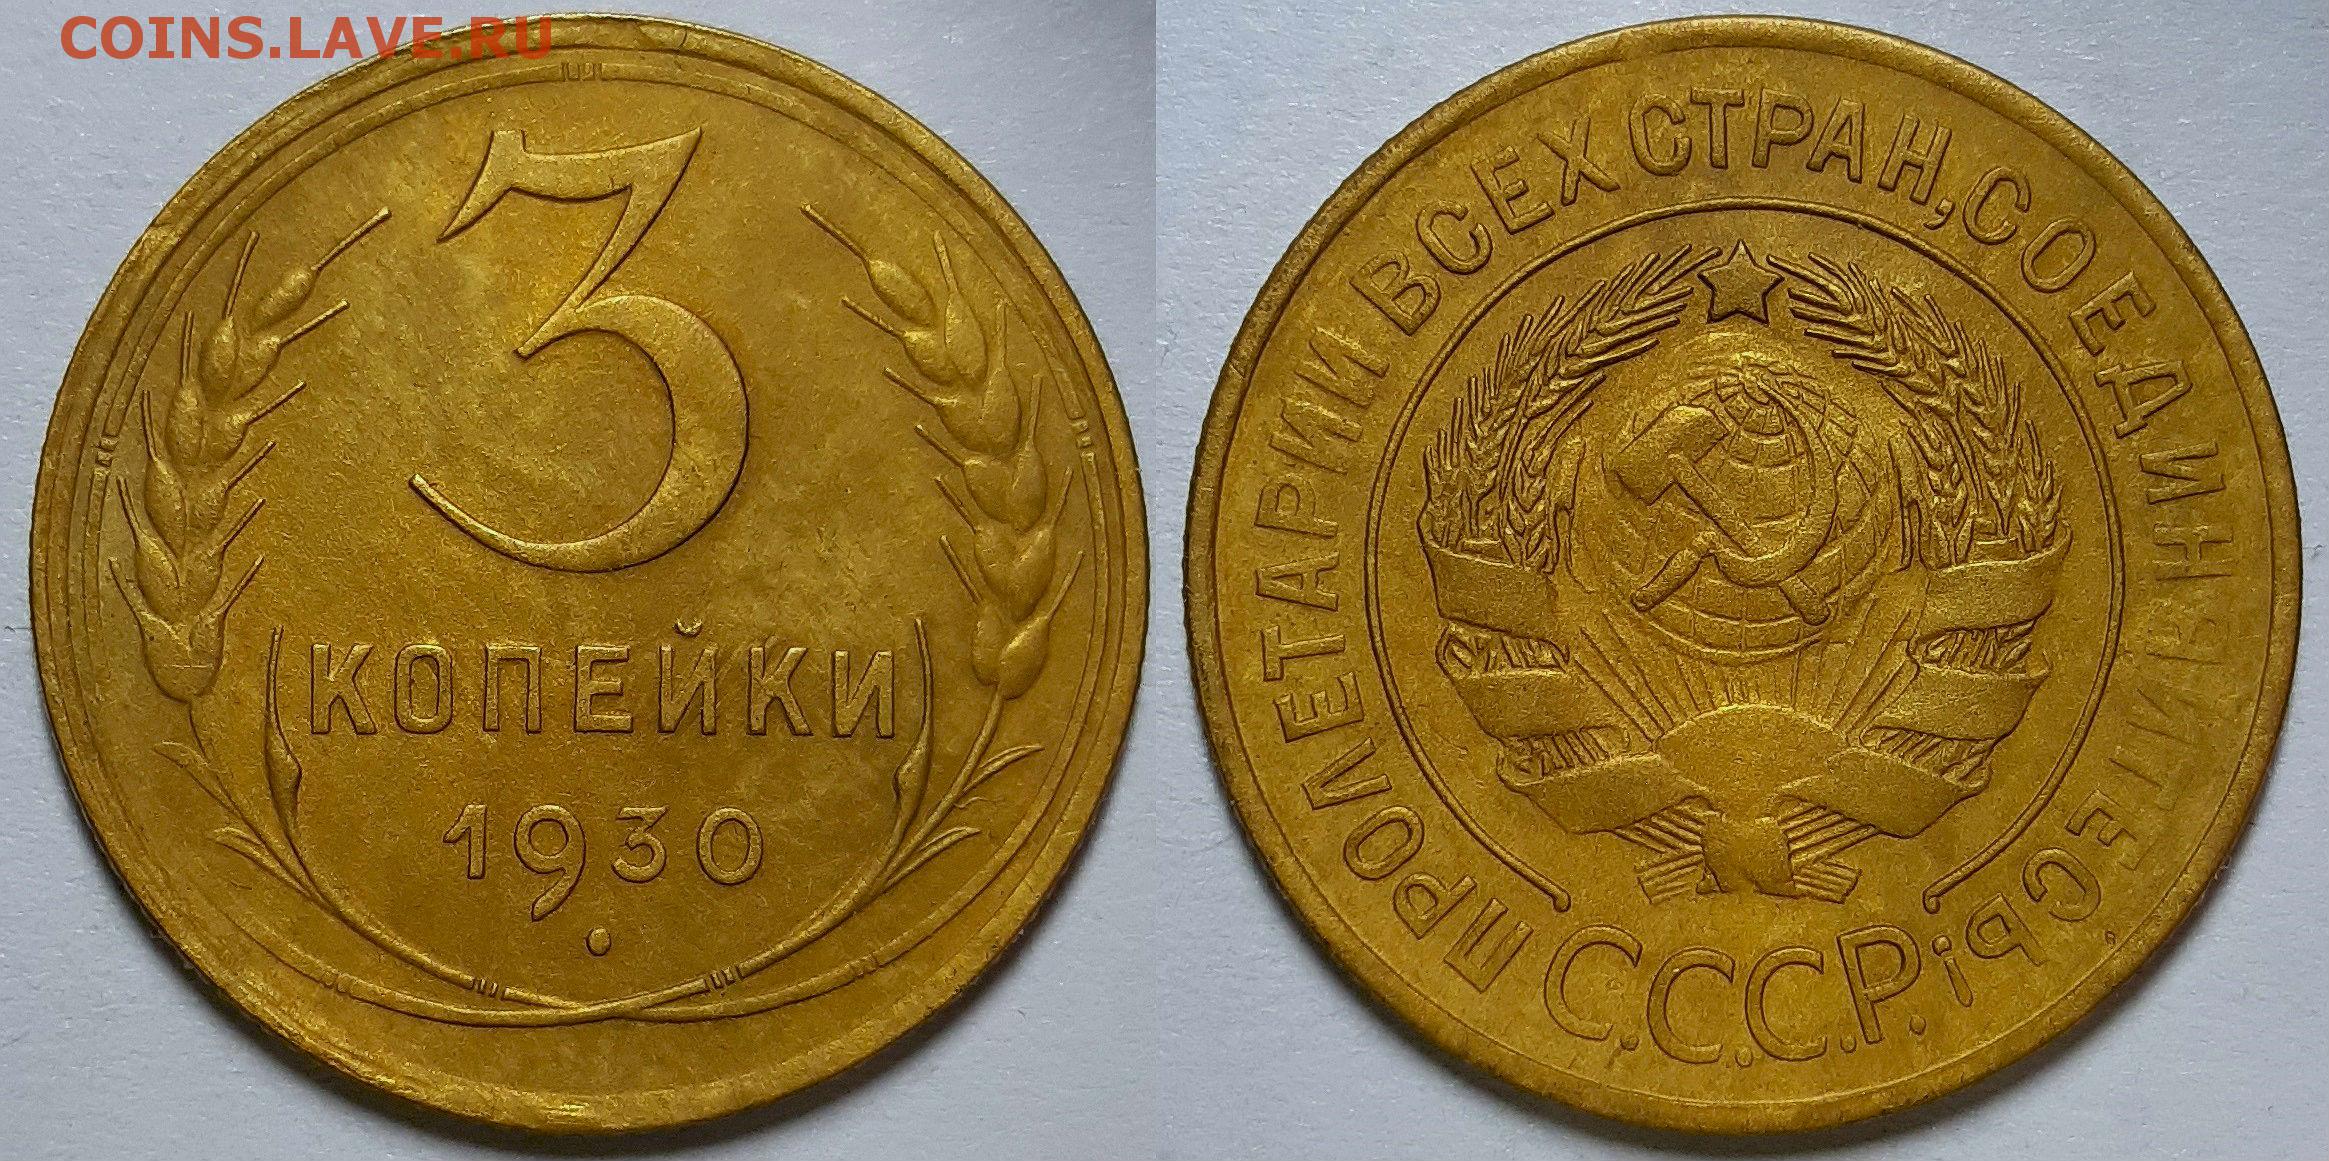 COINS.LAVE.RU
3
КОПЕЙКИ
1930
ПРОЛЕТАРИИ ВСЕХ СТРАН, СОЕДИНЯЙТЕСЬ!
С.С.С.Р.